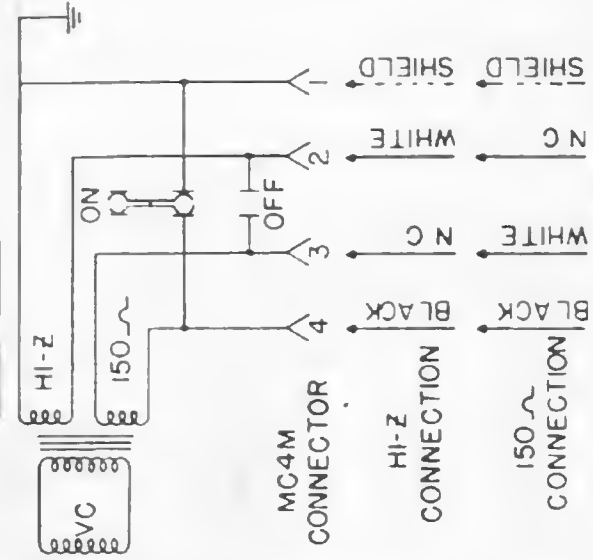 HI-Z
ON
150 Ω
OFF
VC
MC4M
CONNECTOR
4
3
2
1
HI-Z
CONNECTION
BLACK
N C
WHITE
SHIELD
150 Ω
CONNECTION
BLACK
WHITE
N C
SHIELD